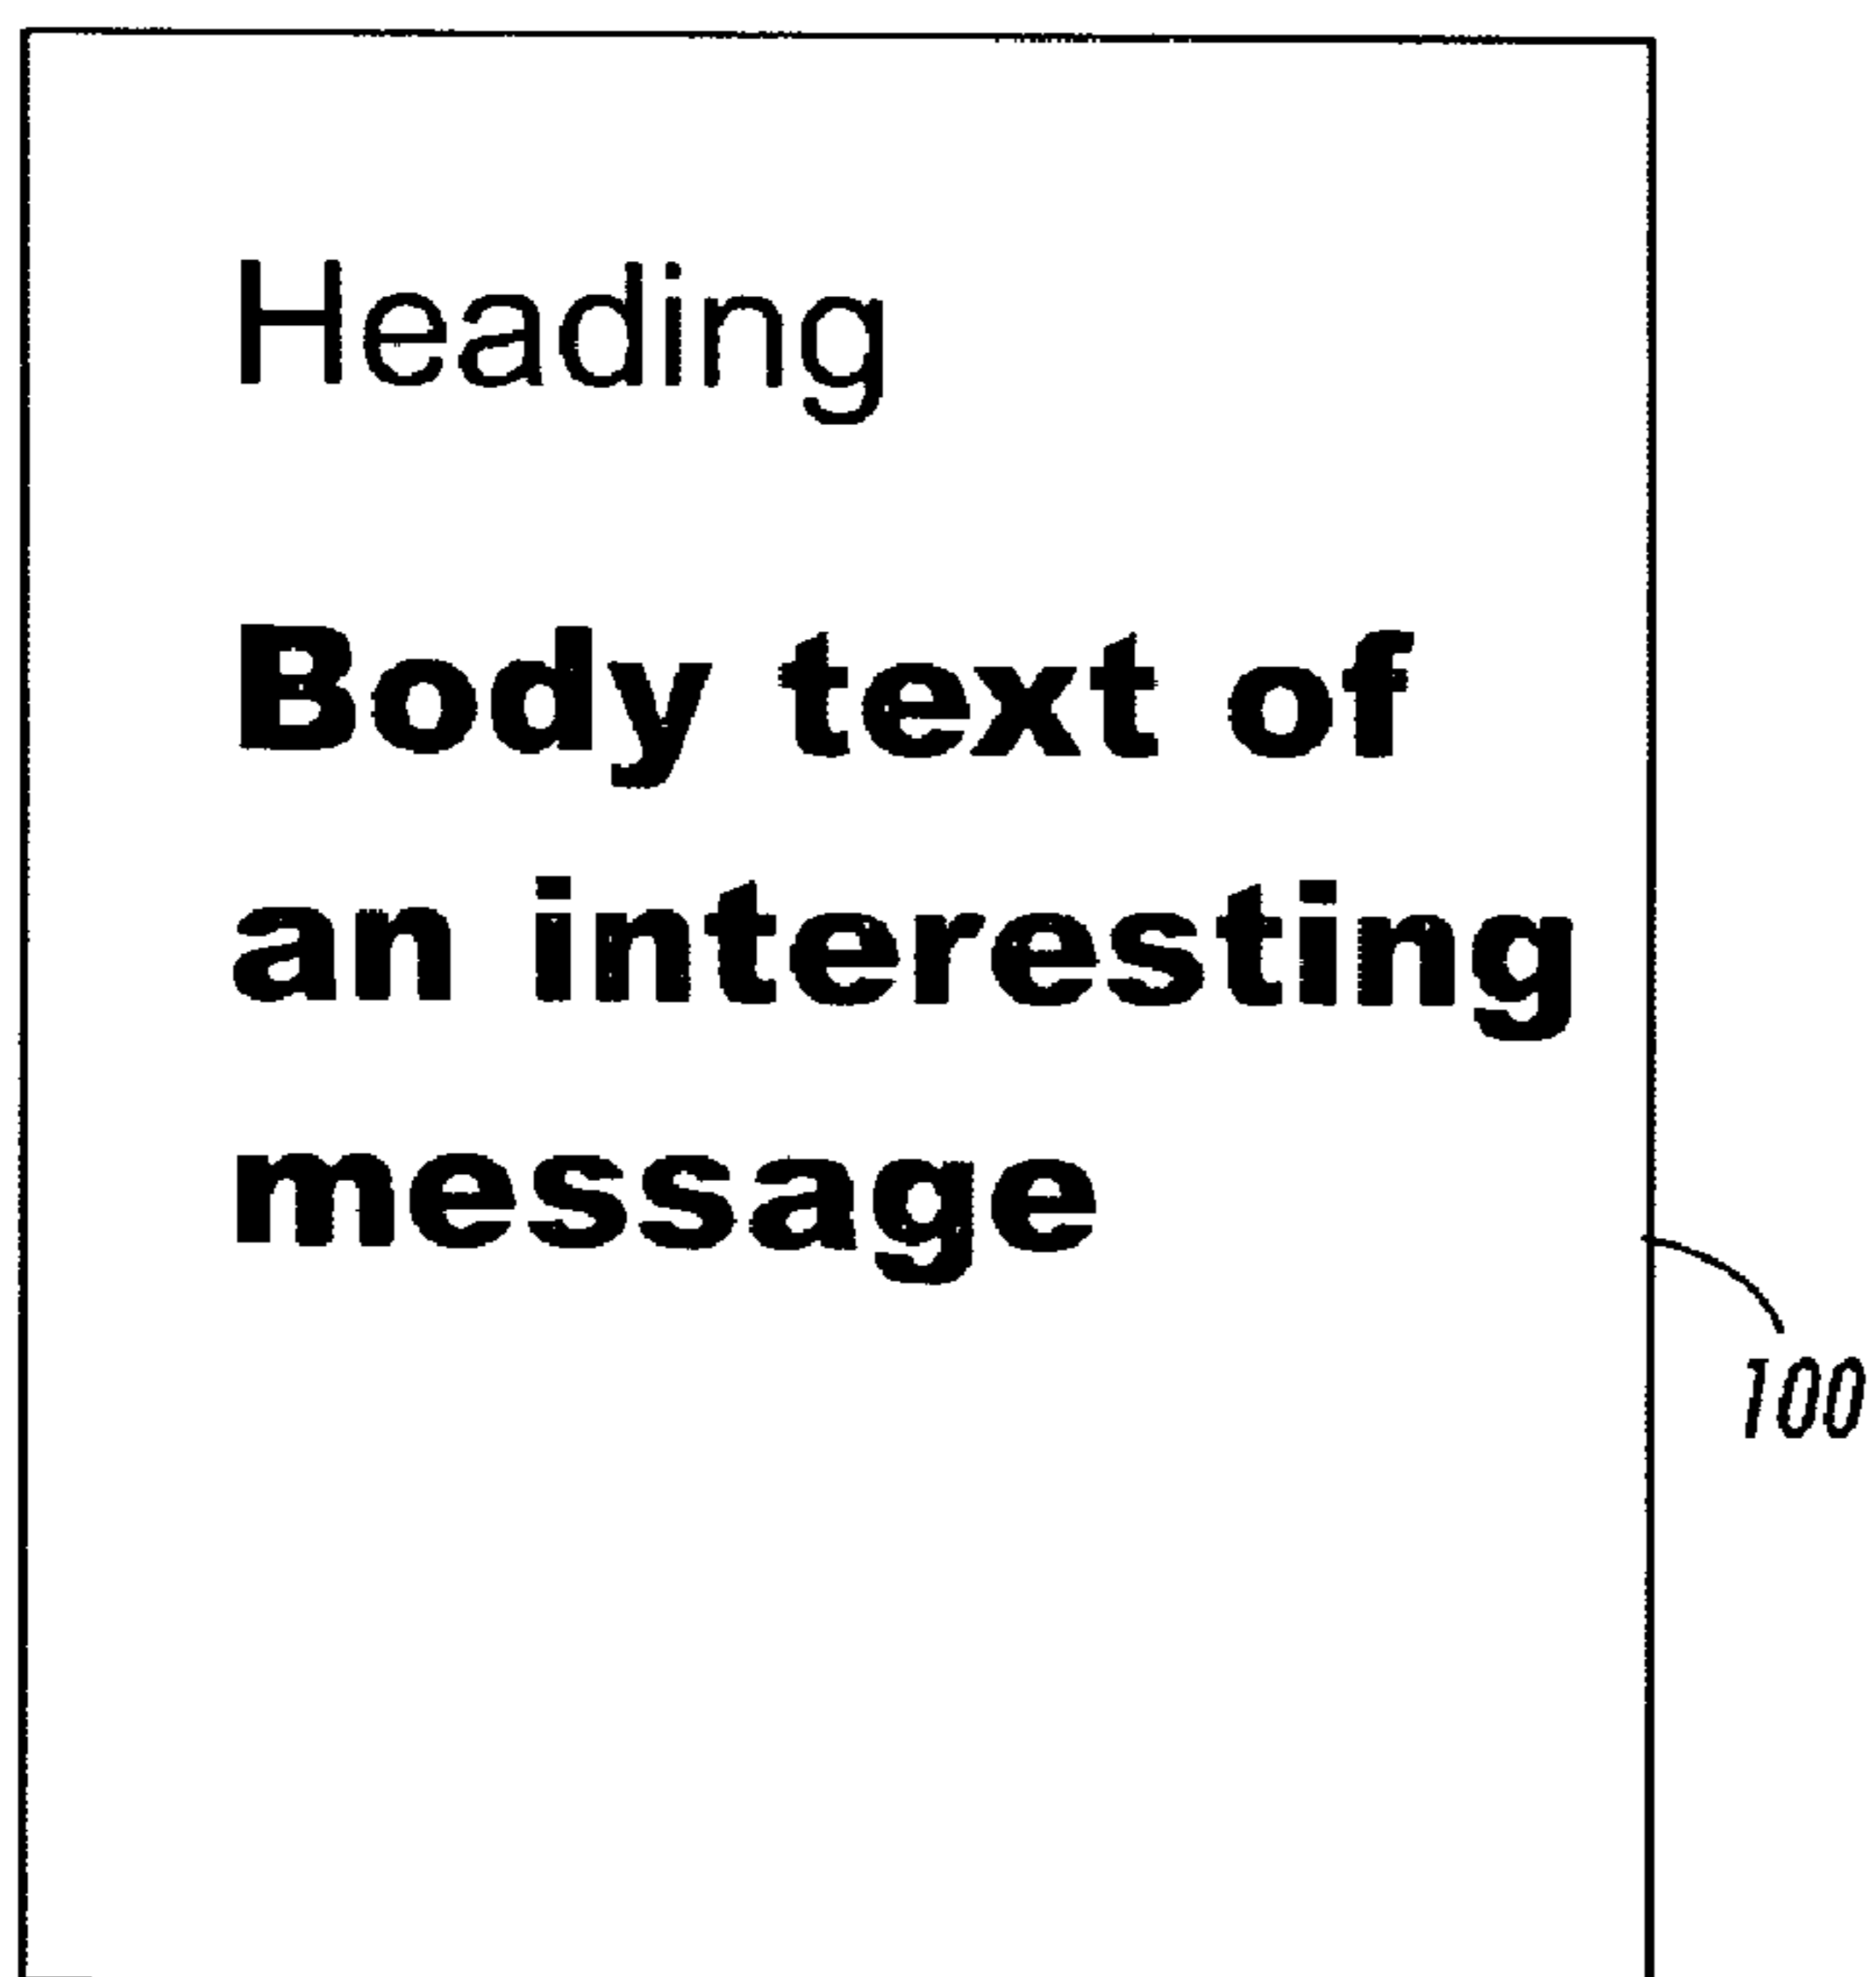 Heading
Body text of
an interesting
message
100